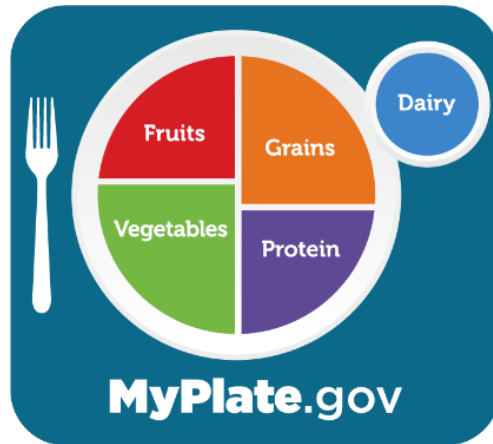 Fruits
Grains
Dairy
Vegetables
Protein
MyPlate.gov